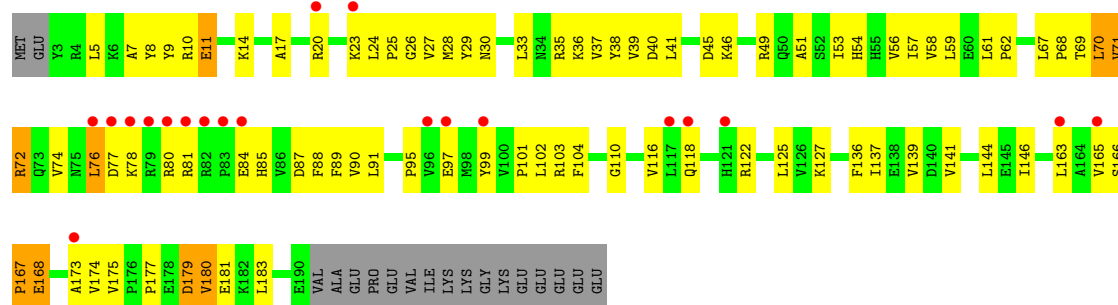 MET GLU Y3 R4 L5 K6 A7 Y8 Y9 R10 E11 K14 A17 R20 K23 L24 P25 G26 V27 M28 Y29 N30 L33 N34 R35 K36 V37 Y38 V39 D40 L41 D45 K46 R49 Q50 A51 S52 I53 H54 H55 V56 I57 V58 L59 E60 L61 P62 L67 P68 T69 L70 V71
R72 Q73 V74 N75 L76 D77 K78 R79 R80 R81 R82 P83 E84 H85 V86 D87 F88 F89 V90 L91 P95 V96 E97 M98 Y99 V100 P101 L102 R103 F104 G110 V116 L117 Q118 H121 R122 L125 V126 K127 F136 I137 E138 V139 D140 V141 L144 E145 I146 L163 A164 V165 S166
P167 E168 A173 V174 V175 P176 P177 E178 D179 V180 E181 K182 L183 E190 VAL ALA GLU PRO GLU VAL ILE LYS LYS GLY LYS GLU GLU GLU GLU GLU